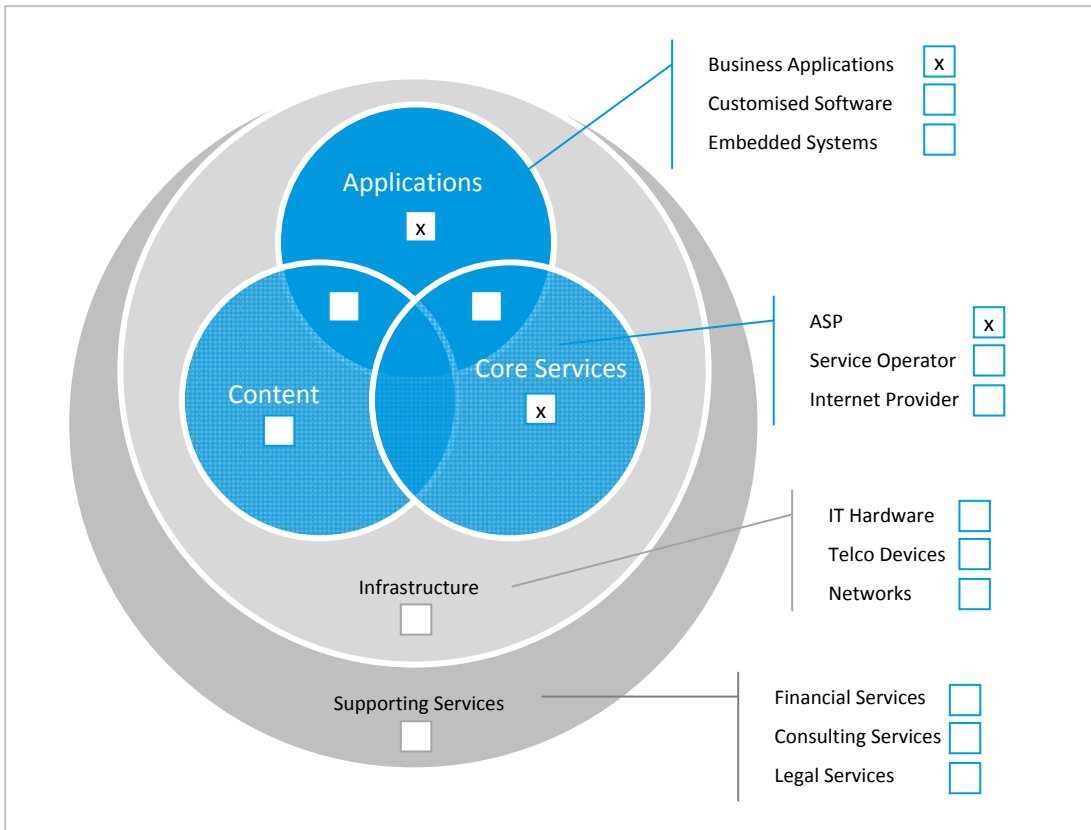 Business Applications x
Customised Software
Embedded Systems
Applications
x
ASP x
Service Operator
Internet Provider
Core Services
x
Content
IT Hardware
Telco Devices
Networks
Infrastructure
Supporting Services
Financial Services
Consulting Services
Legal Services